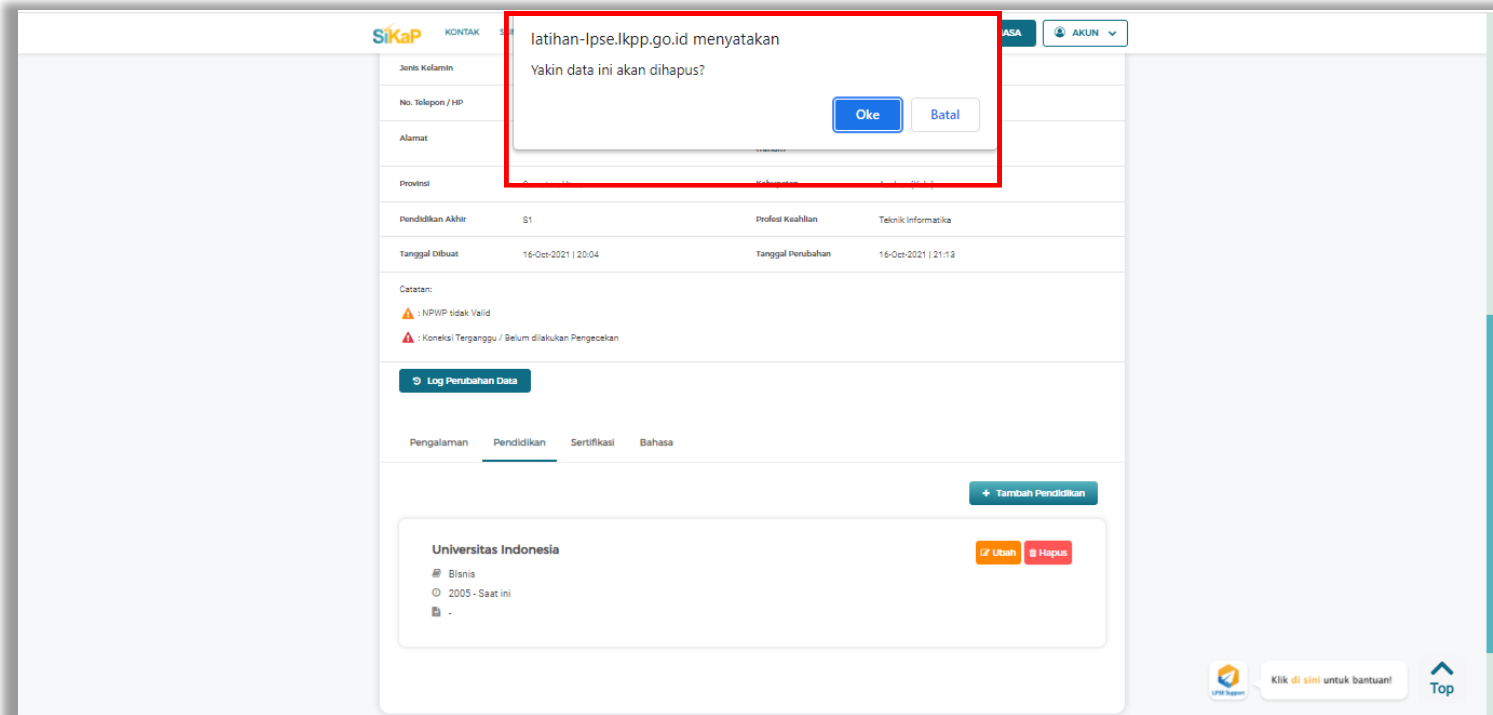 SiKaP KONTAK AKUN
latihan-lpse.lkpp.go.id menyatakan
Yakin data ini akan dihapus?
Oke Batal
Jenis Kelamin
No. Telepon / HP
Alamat
Provinsi Kabupaten
Pendidikan Akhir S1 Profesi Keahlian Teknik Informatika
Tanggal Dibuat 16-Oct-2021 | 20:04 Tanggal Perubahan 16-Oct-2021 | 21:13
Catatan:
: NPWP tidak Valid
: Koneksi Terganggu / Belum dilakukan Pengecekan
Log Perubahan Data
Pengalaman Pendidikan Sertifikasi Bahasa
+ Tambah Pendidikan
Universitas Indonesia Ubah Hapus
BIsnis
2005 - Saat ini
-
LPSE Support Klik di sini untuk bantuan! Top